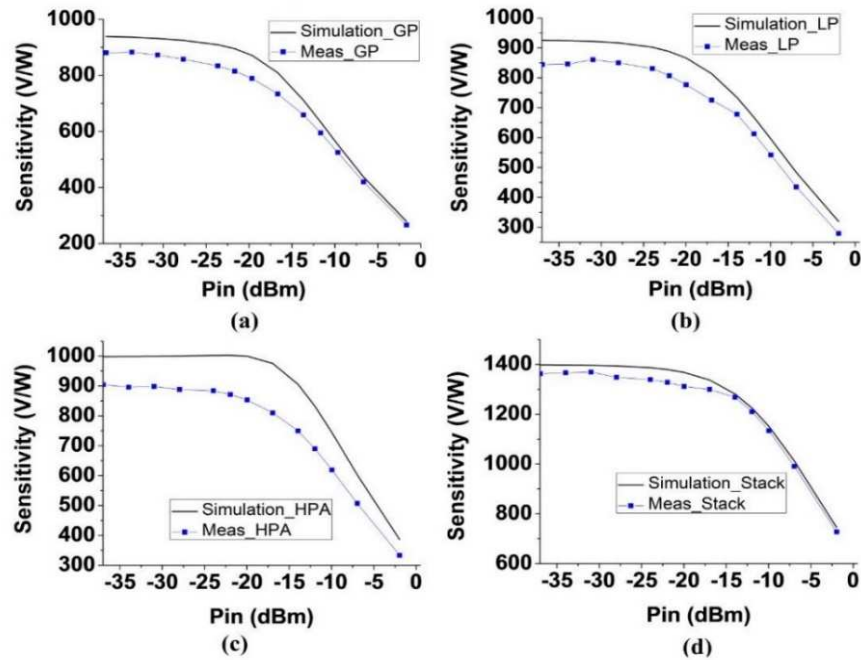 1000
800
600
400
200
Sensitivity (V/W)
Simulation_GP
Meas_GP
-35 -30 -25 -20 -15 -10 -5 0
Pin (dBm)
(a)
1000
900
800
700
600
500
400
300
Sensitivity (V/W)
Simulation_LP
Meas_LP
-35 -30 -25 -20 -15 -10 -5 0
Pin (dBm)
(b)
1000
900
800
700
600
500
400
300
Sensitivity (V/W)
Simulation_HPA
Meas_HPA
-35 -30 -25 -20 -15 -10 -5 0
Pin (dBm)
(c)
1400
1200
1000
800
600
Sensitivity (V/W)
Simulation_Stack
Meas_Stack
-35 -30 -25 -20 -15 -10 -5 0
Pin (dBm)
(d)